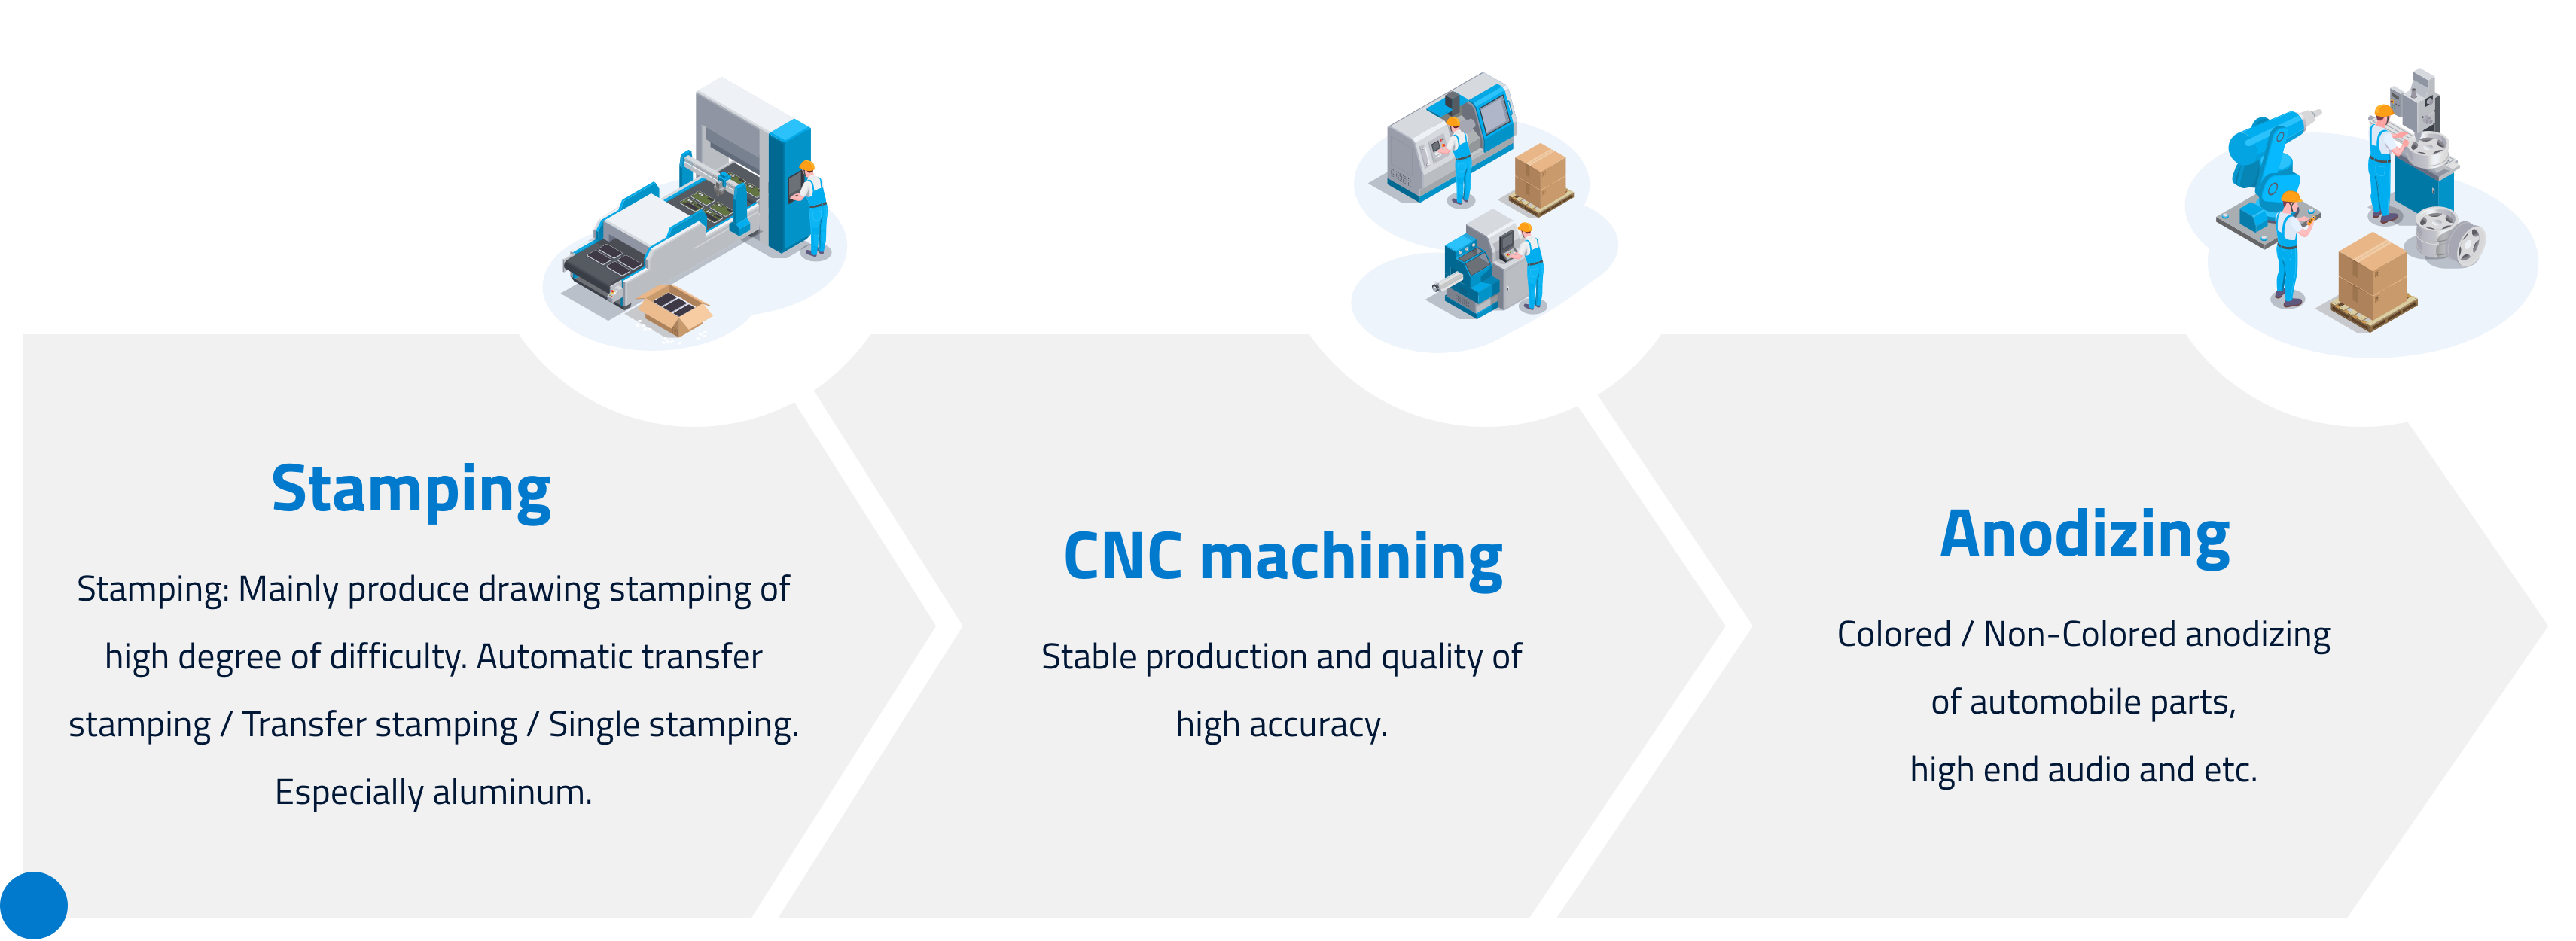 Stamping
Stamping: Mainly produce drawing stamping of
high degree of difficulty. Automatic transfer
stamping / Transfer stamping / Single stamping.
Especially aluminum.
CNC machining
Stable production and quality of
high accuracy.
Anodizing
Colored / Non-Colored anodizing
of automobile parts,
high end audio and etc.